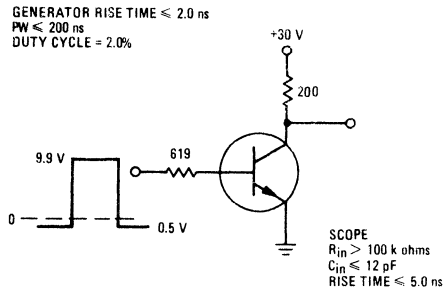 GENERATOR RISE TIME ≤ 2.0 ns
PW ≤ 200 ns
DUTY CYCLE = 2.0%
+30 V
200
619
9.9 V
0
0.5 V
SCOPE
Rin > 100 k ohms
Cin ≤ 12 pF
RISE TIME ≤ 5.0 ns